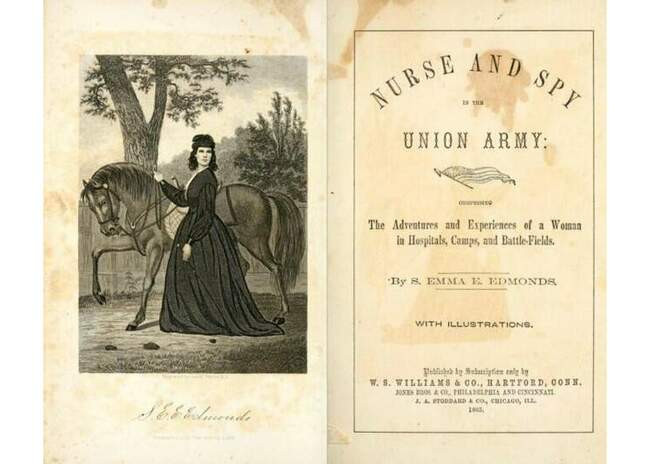 S. E. E. Edmonds
NURSE AND SPY
IN THE
UNION ARMY:
COMPRISING
The Adventures and Experiences of a Woman
in Hospitals, Camps, and Battle-Fields.
By S. EMMA E. EDMONDS.
WITH ILLUSTRATIONS.
Published by Subscription only by
W. S. WILLIAMS & CO., HARTFORD, CONN.
JONES BROS. & CO., PHILADELPHIA AND CINCINNATI.
J. A. STODDARD & CO., CHICAGO, ILL.
1865.